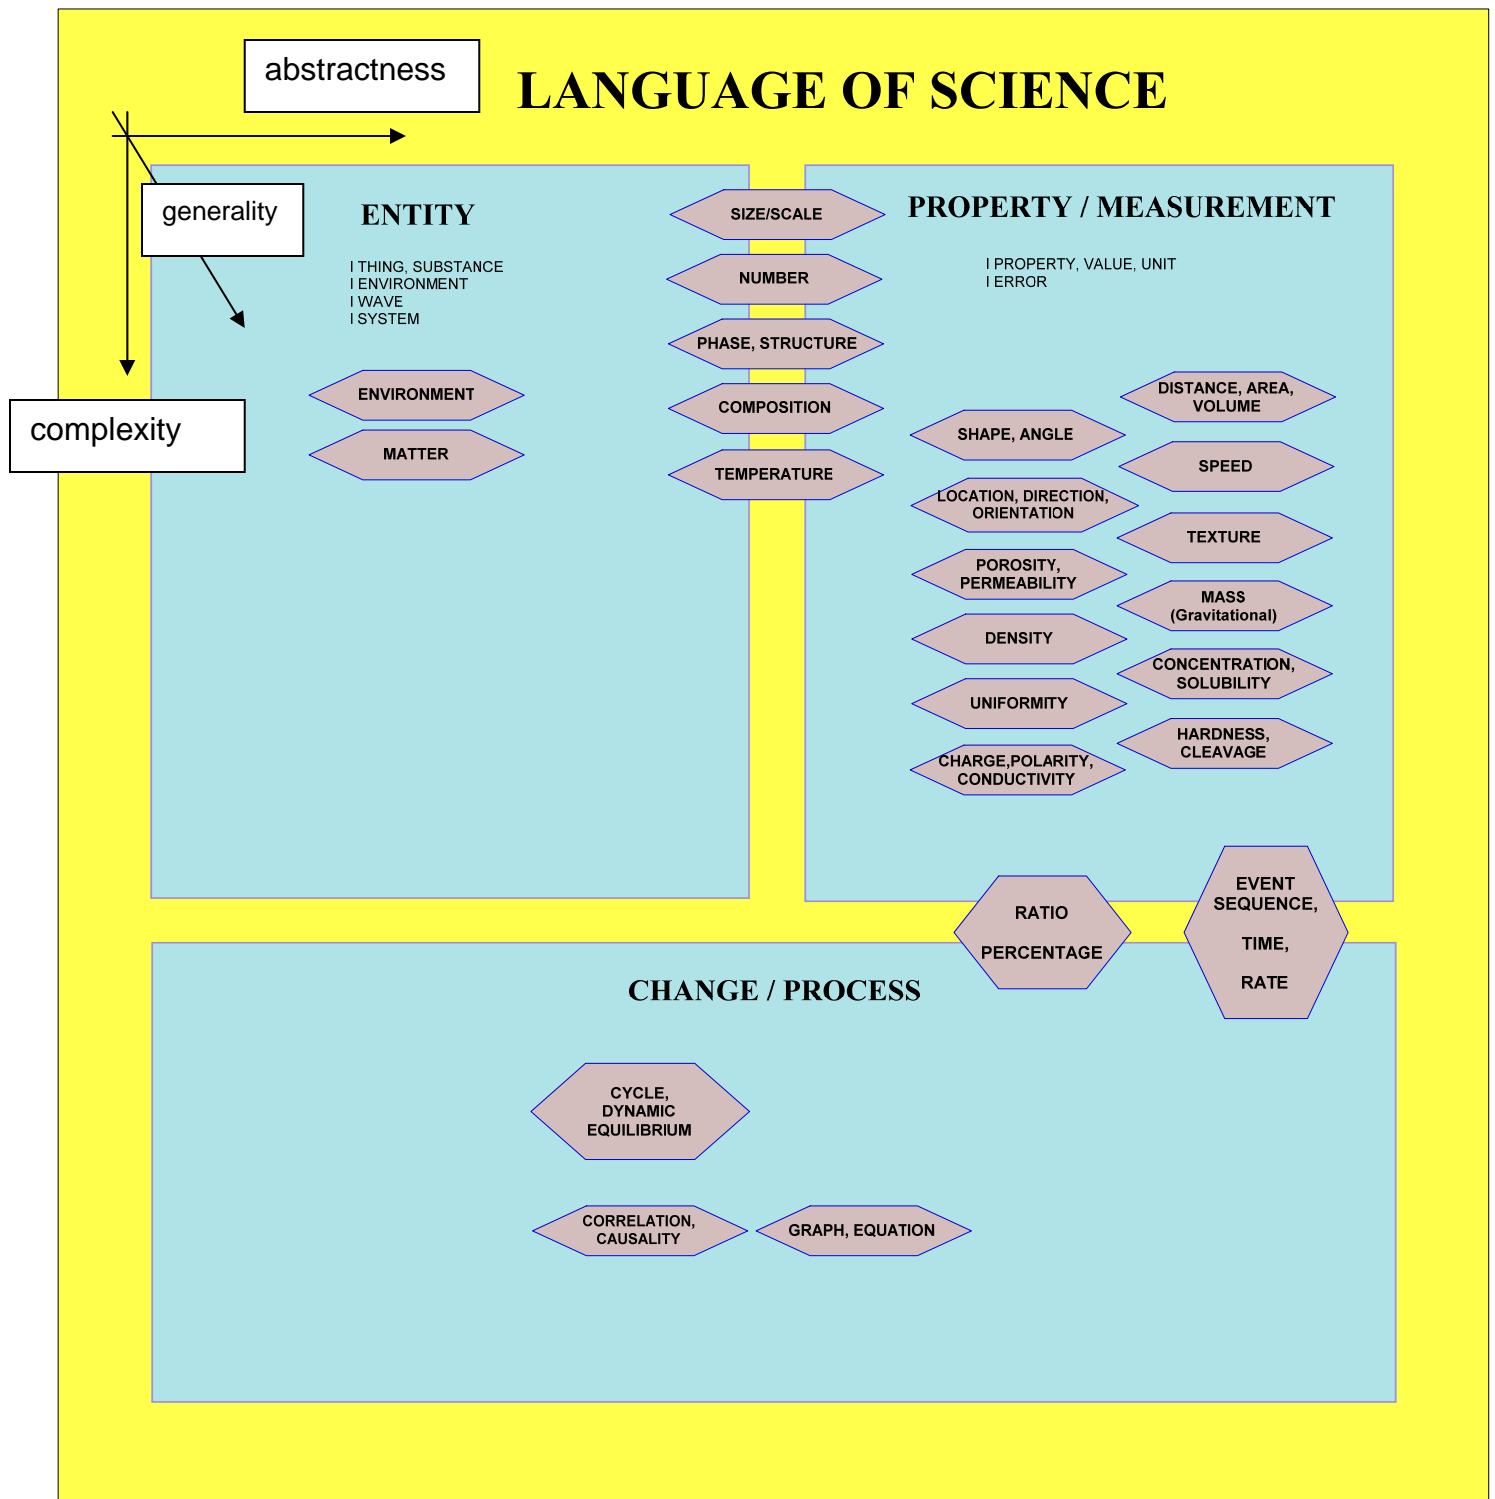 abstractness
LANGUAGE OF SCIENCE
generality
complexity
ENTITY
I THING, SUBSTANCE
I ENVIRONMENT
I WAVE
I SYSTEM
ENVIRONMENT
MATTER
SIZE/SCALE
NUMBER
PHASE, STRUCTURE
COMPOSITION
TEMPERATURE
PROPERTY / MEASUREMENT
I PROPERTY, VALUE, UNIT
I ERROR
SHAPE, ANGLE
LOCATION, DIRECTION,
ORIENTATION
POROSITY,
PERMEABILITY
DENSITY
UNIFORMITY
CHARGE,POLARITY,
CONDUCTIVITY
DISTANCE, AREA,
VOLUME
SPEED
TEXTURE
MASS
(Gravitational)
CONCENTRATION,
SOLUBILITY
HARDNESS,
CLEAVAGE
RATIO
PERCENTAGE
EVENT
SEQUENCE,
TIME,
RATE
CHANGE / PROCESS
CYCLE,
DYNAMIC
EQUILIBRIUM
CORRELATION,
CAUSALITY
GRAPH, EQUATION